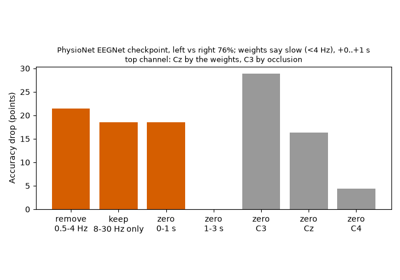 PhysioNet EEGNet checkpoint, left vs right 76%; weights say slow (<4 Hz), +0..+1 s
top channel: Cz by the weights, C3 by occlusion
Accuracy drop (points)
30
25
20
15
10
5
0
remove
0.5-4 Hz
keep
8-30 Hz only
zero
0-1 s
zero
1-3 s
zero
C3
zero
Cz
zero
C4